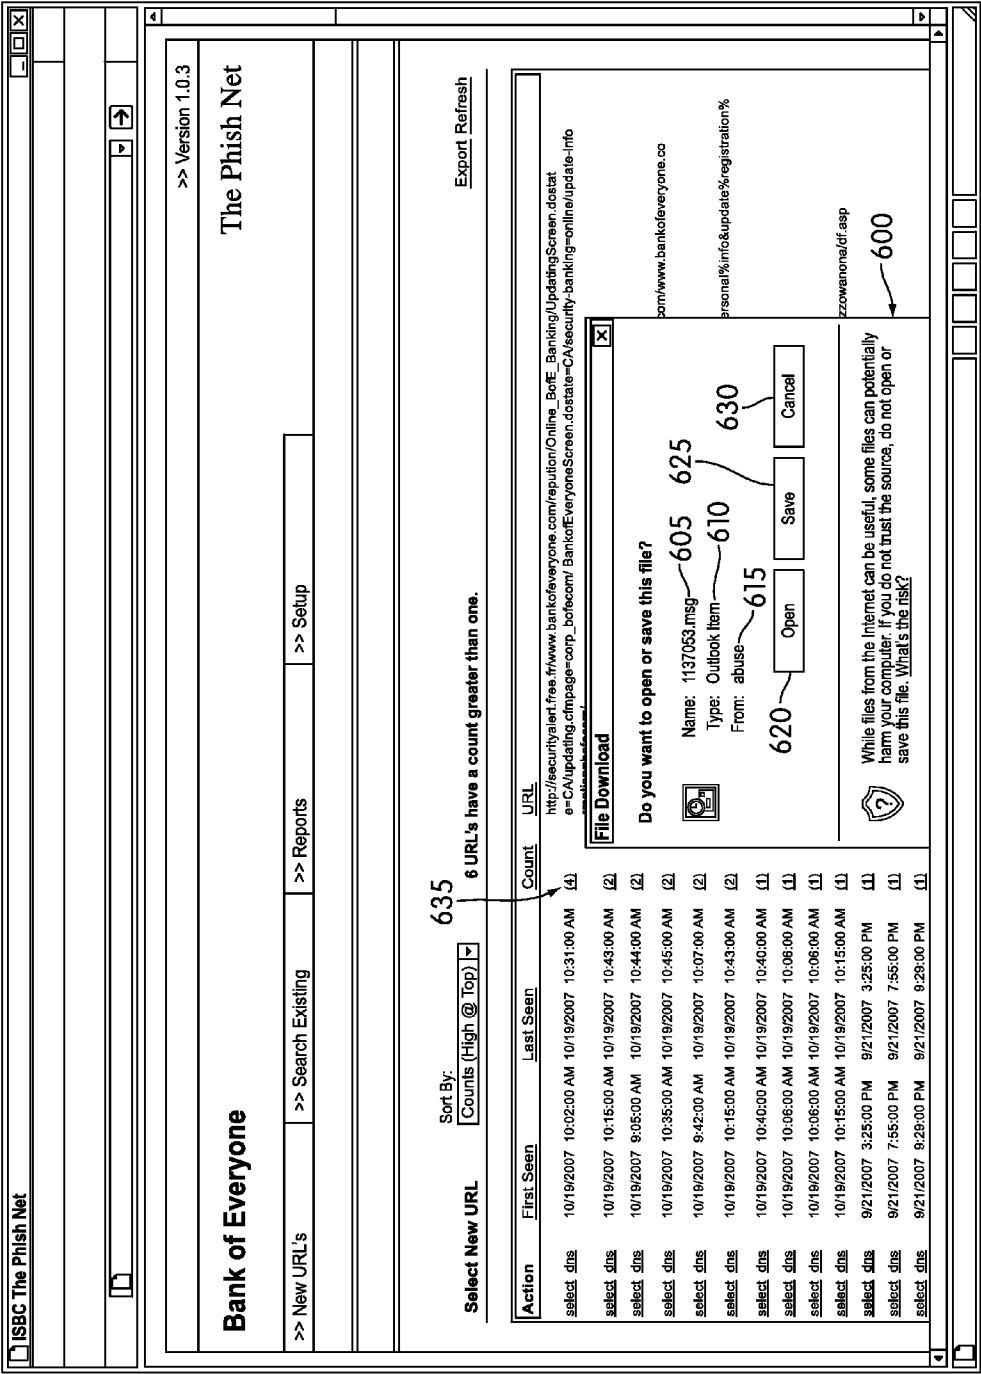 ISBC The Phish Net
>> Version 1.0.3
Bank of Everyone
The Phish Net
>> New URL's
>> Search Existing
>> Reports
>> Setup
Sort By:
Select New URL
Counts (High @ Top)
635
6 URL's have a count greater than one.
Export Refresh
Action First Seen Last Seen Count URL
http://securityalert.free.fr/www.bankofeveryone.com/repution/Online_BofE_Banking/UpdatingScreen.dostat
select dns 10/19/2007 10:02:00 AM 10/19/2007 10:31:00 AM (4) e=CA/updating.cfmpage=corp_bofecom/ BankofEveryoneScreen.dostate=CA/security-banking=online/update-info
select dns 10/19/2007 10:15:00 AM 10/19/2007 10:43:00 AM (2)
select dns 10/19/2007 9:05:00 AM 10/19/2007 10:44:00 AM (2)
select dns 10/19/2007 10:35:00 AM 10/19/2007 10:45:00 AM (2) com/www.bankofeveryone.co
select dns 10/19/2007 9:42:00 AM 10/19/2007 10:07:00 AM (2)
select dns 10/19/2007 10:15:00 AM 10/19/2007 10:43:00 AM (2) ersonal%info&update%registration%
select dns 10/19/2007 10:40:00 AM 10/19/2007 10:40:00 AM (1)
select dns 10/19/2007 10:06:00 AM 10/19/2007 10:06:00 AM (1)
select dns 10/19/2007 10:06:00 AM 10/19/2007 10:06:00 AM (1)
select dns 10/19/2007 10:15:00 AM 10/19/2007 10:15:00 AM (1) zzowanona/df.asp
select dns 9/21/2007 3:25:00 PM 9/21/2007 3:25:00 PM (1)
select dns 9/21/2007 7:55:00 PM 9/21/2007 7:55:00 PM (1)
select dns 9/21/2007 9:29:00 PM 9/21/2007 9:29:00 PM (1)
File Download
Do you want to open or save this file?
Name: 1137053.msg 605
Type: Outlook Item 610
From: abuse 615
625
630
620
Open
Save
Cancel
600
While files from the Internet can be useful, some files can potentially
harm your computer. If you do not trust the source, do not open or
save this file. What's the risk?